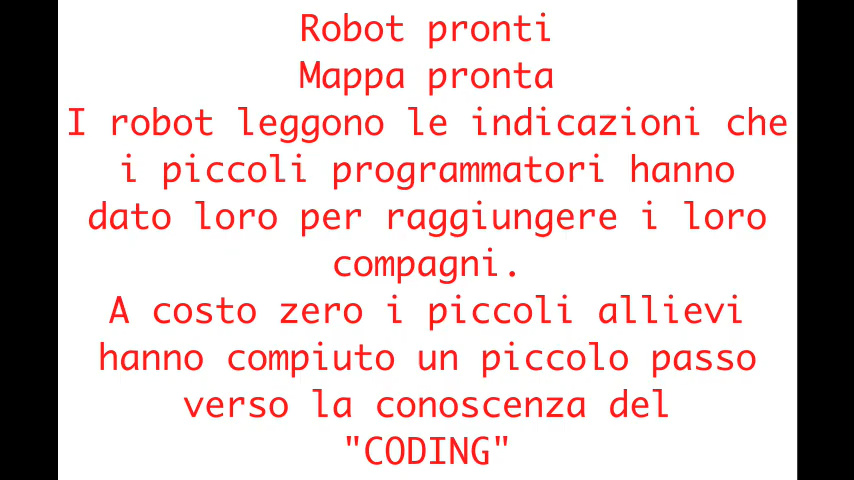 Robot pronti
Mappa pronta
I robot leggono le indicazioni che
i piccoli programmatori hanno
dato loro per raggiungere i loro
compagni.
A costo zero i piccoli allievi
hanno compiuto un piccolo passo
verso la conoscenza del
"CODING"